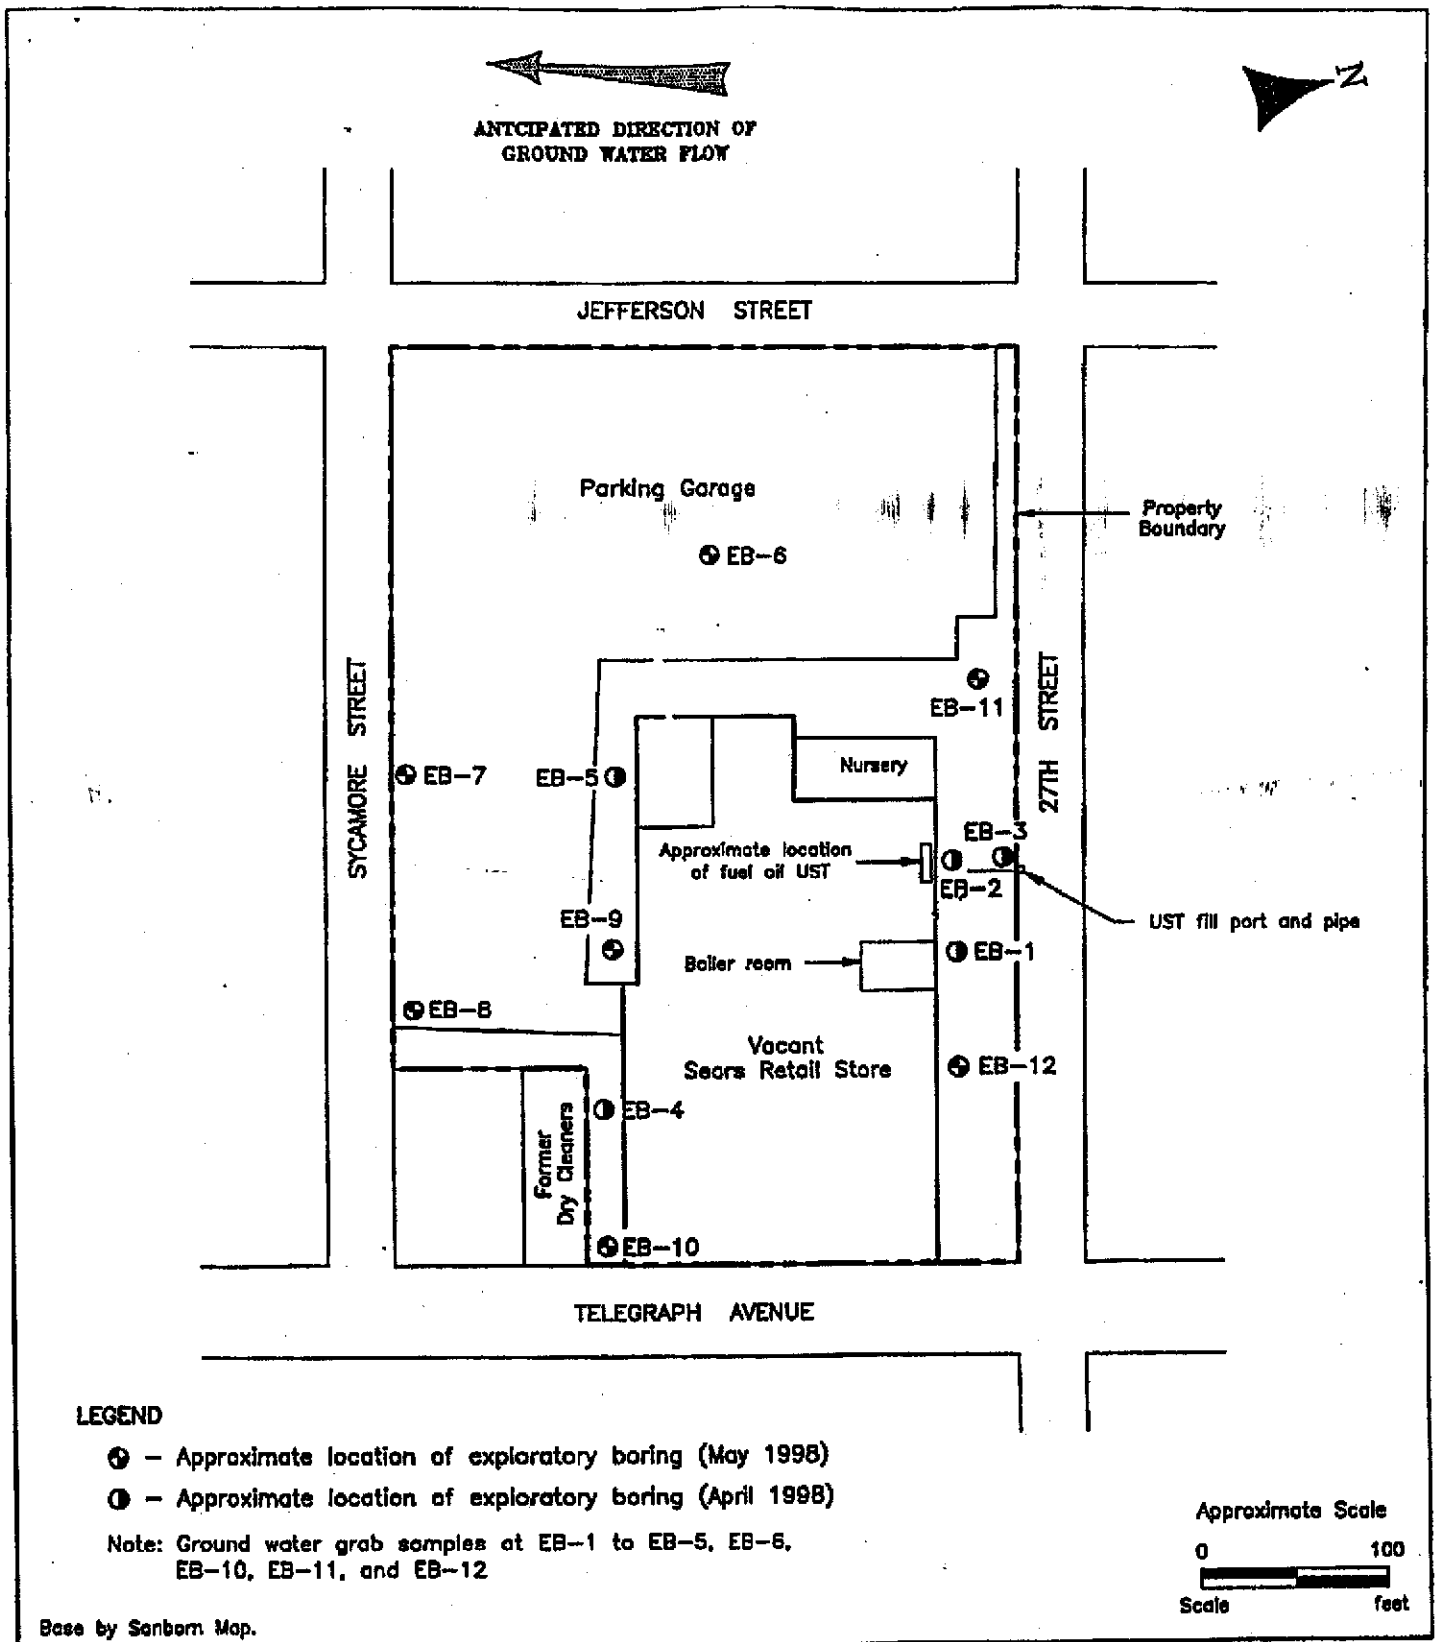 N
ANTCIPATED DIRECTION OF
GROUND WATER FLOW
JEFFERSON STREET
Parking Garage
Property
Boundary
EB-6
EB-11
SYCAMORE STREET
27TH STREET
EB-7
EB-5
Nursery
EB-3
Approximate location
of fuel oil UST
EB-2
EB-9
UST fill port and pipe
Boiler room
EB-1
EB-8
Vacant
Sears Retail Store
EB-12
EB-4
Former
Dry Cleaners
EB-10
TELEGRAPH AVENUE
LEGEND
- Approximate location of exploratory boring (May 1998)
- Approximate location of exploratory boring (April 1998)
Note: Ground water grab samples at EB-1 to EB-5, EB-6,
EB-10, EB-11, and EB-12
Approximate Scale
0 100
Scale feet
Base by Sanborn Map.